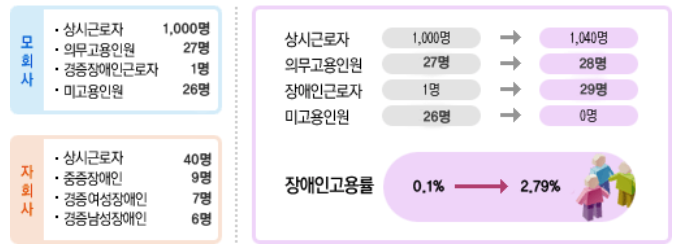 모회사
· 상시근로자 1,000명
· 의무고용인원 27명
· 경증장애인근로자 1명
· 미고용인원 26명
자회사
· 상시근로자 40명
· 중증장애인 9명
· 경증여성장애인 7명
· 경증남성장애인 6명
상시근로자 1,000명 → 1,040명
의무고용인원 27명 → 28명
장애인근로자 1명 → 29명
미고용인원 26명 → 0명
장애인고용률 0.1% → 2.79%